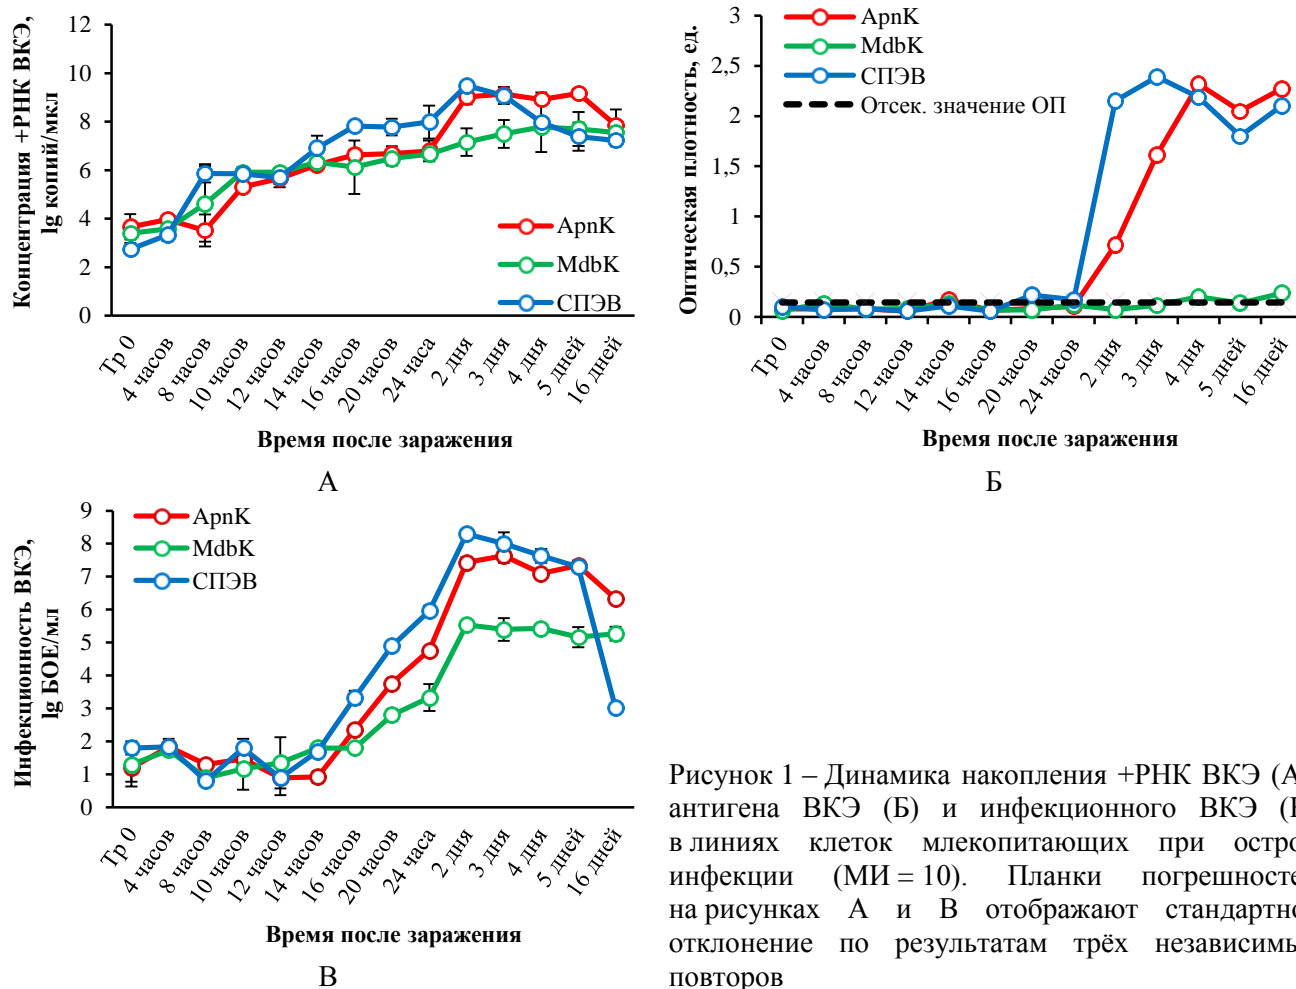 Концентрация +РНК ВКЭ,
lg копий/мкл
12
10
8
6
4
2
0
ApnK
MdbK
СПЭВ
Тр 0
4 часов
8 часов
10 часов
12 часов
14 часов
16 часов
20 часов
24 часа
2 дня
3 дня
4 дня
5 дней
16 дней
Время после заражения
А
Оптическая плотность, ед.
3
2,5
2
1,5
1
0,5
0
ApnK
MdbK
СПЭВ
Отсек. значение ОП
Тр 0
4 часов
8 часов
10 часов
12 часов
14 часов
16 часов
20 часов
24 часов
2 дня
3 дня
4 дня
5 дней
16 дней
Время после заражения
Б
Инфекционность ВКЭ,
lg БОЕ/мл
9
8
7
6
5
4
3
2
1
0
ApnK
MdbK
СПЭВ
Тр 0
4 часов
8 часов
10 часов
12 часов
14 часов
16 часов
20 часов
24 часа
2 дня
3 дня
4 дня
5 дней
16 дней
Время после заражения
В
Рисунок 1 – Динамика накопления +РНК ВКЭ (А
антигена ВКЭ (Б) и инфекционного ВКЭ (
в линиях клеток млекопитающих при остро
инфекции (МИ = 10). Планки погрешносте
на рисунках А и В отображают стандартно
отклонение по результатам трёх независимы
повторов